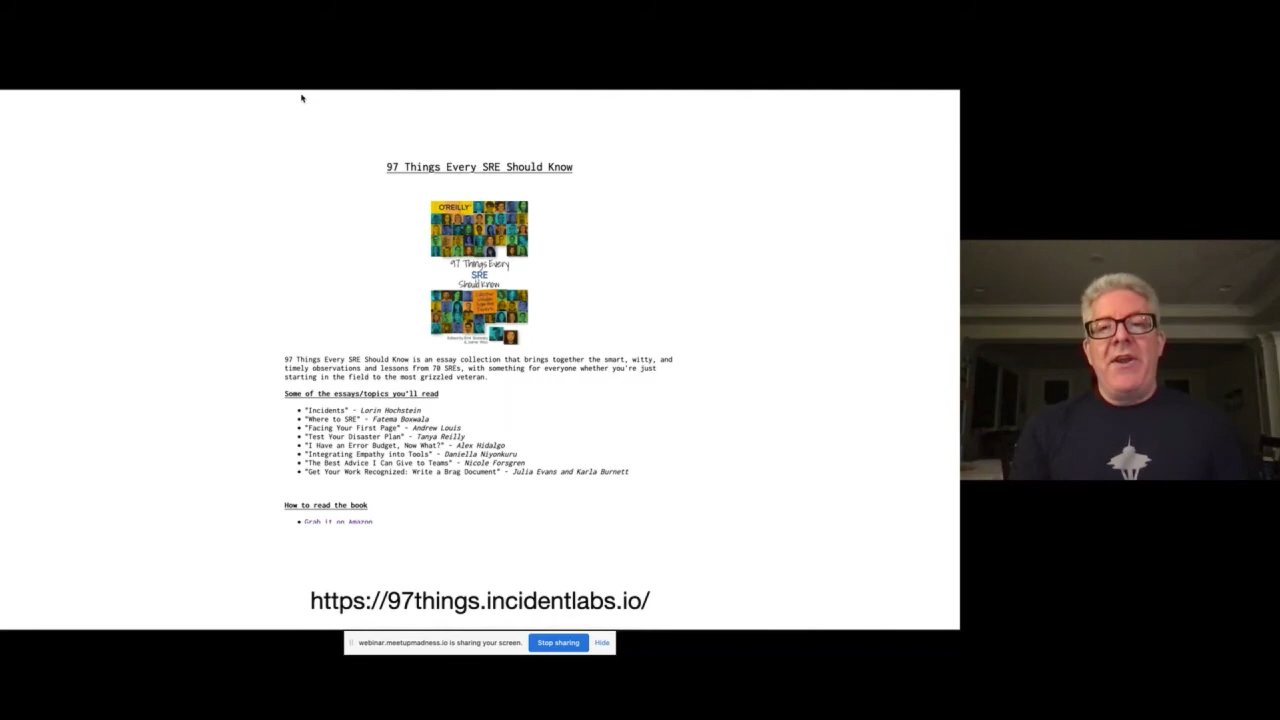 97 Things Every SRE Should Know
O'REILLY
97 Things Every
SRE
Should Know
97 Things Every SRE Should Know is an essay collection that brings together the smart, witty, and
timely observations and lessons from 70 SREs, with something for everyone whether you're just
starting in the field to the most grizzled veteran.
Some of the essays/topics you'll read
• "Incidents" - Lorin Hochstein
• "Where to SRE" - Fatema Boxwala
• "Facing Your First Page" - Andrew Louis
• "Test Your Disaster Plan" - Tanya Reilly
• "I Have an Error Budget, Now What?" - Alex Hidalgo
• "Integrating Empathy into Tools" - Daniella Niyonkuru
• "The Best Advice I Can Give to Teams" - Nicole Forsgren
• "Get Your Work Recognized: Write a Brag Document" - Julia Evans and Karla Burnett
How to read the book
• Grab it on Amazon
https://97things.incidentlabs.io/
webinar.meetupmadness.io is sharing your screen.
Stop sharing
Hide